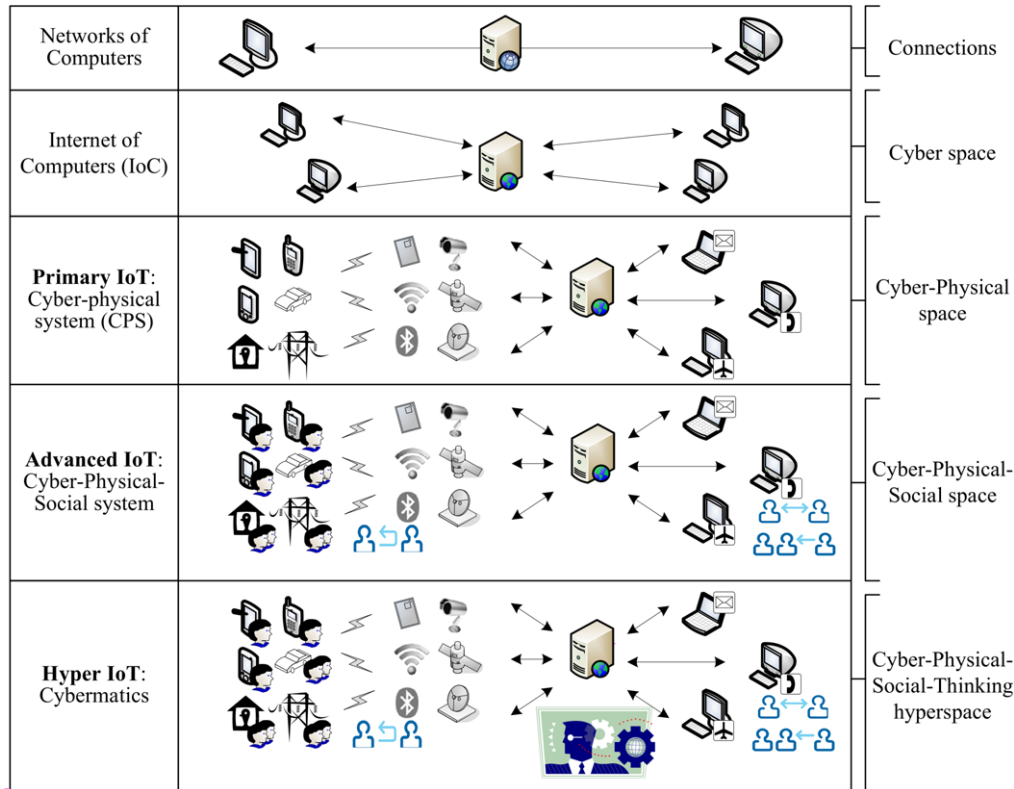 Networks of
Computers
Connections
Internet of
Computers (IoC)
Cyber space
Primary IoT:
Cyber-physical
system (CPS)
Cyber-Physical
space
Advanced IoT:
Cyber-Physical-
Social system
Cyber-Physical-
Social space
Hyper IoT:
Cybermatics
Cyber-Physical-
Social-Thinking
hyperspace